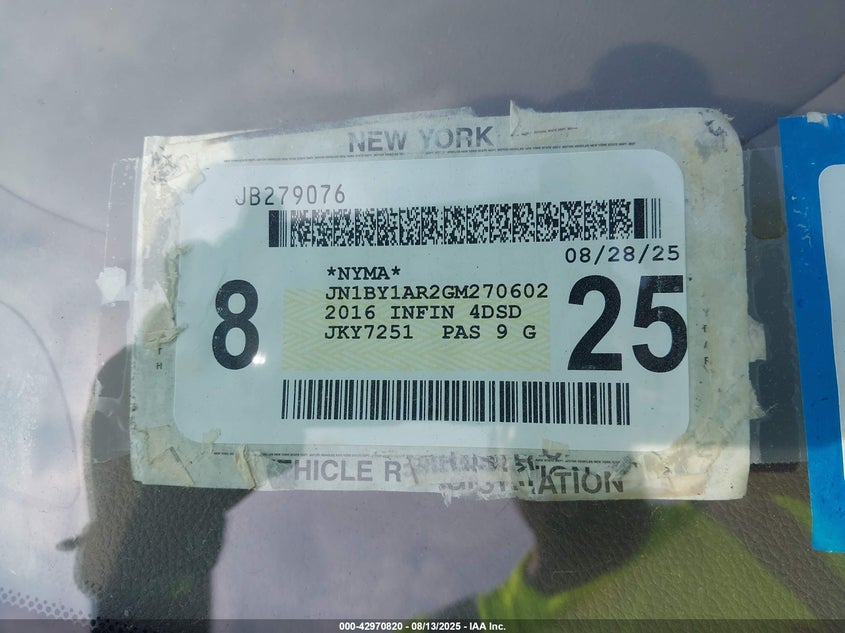 NEW YORK
JB279076
08/28/25
*NYMA*
JN1BY1AR2GM270602
2016 INFIN 4DSD
JKY7251 PAS 9 G
8
25
YEAR
000-42970820 - 08/13/2025 - IAA Inc.